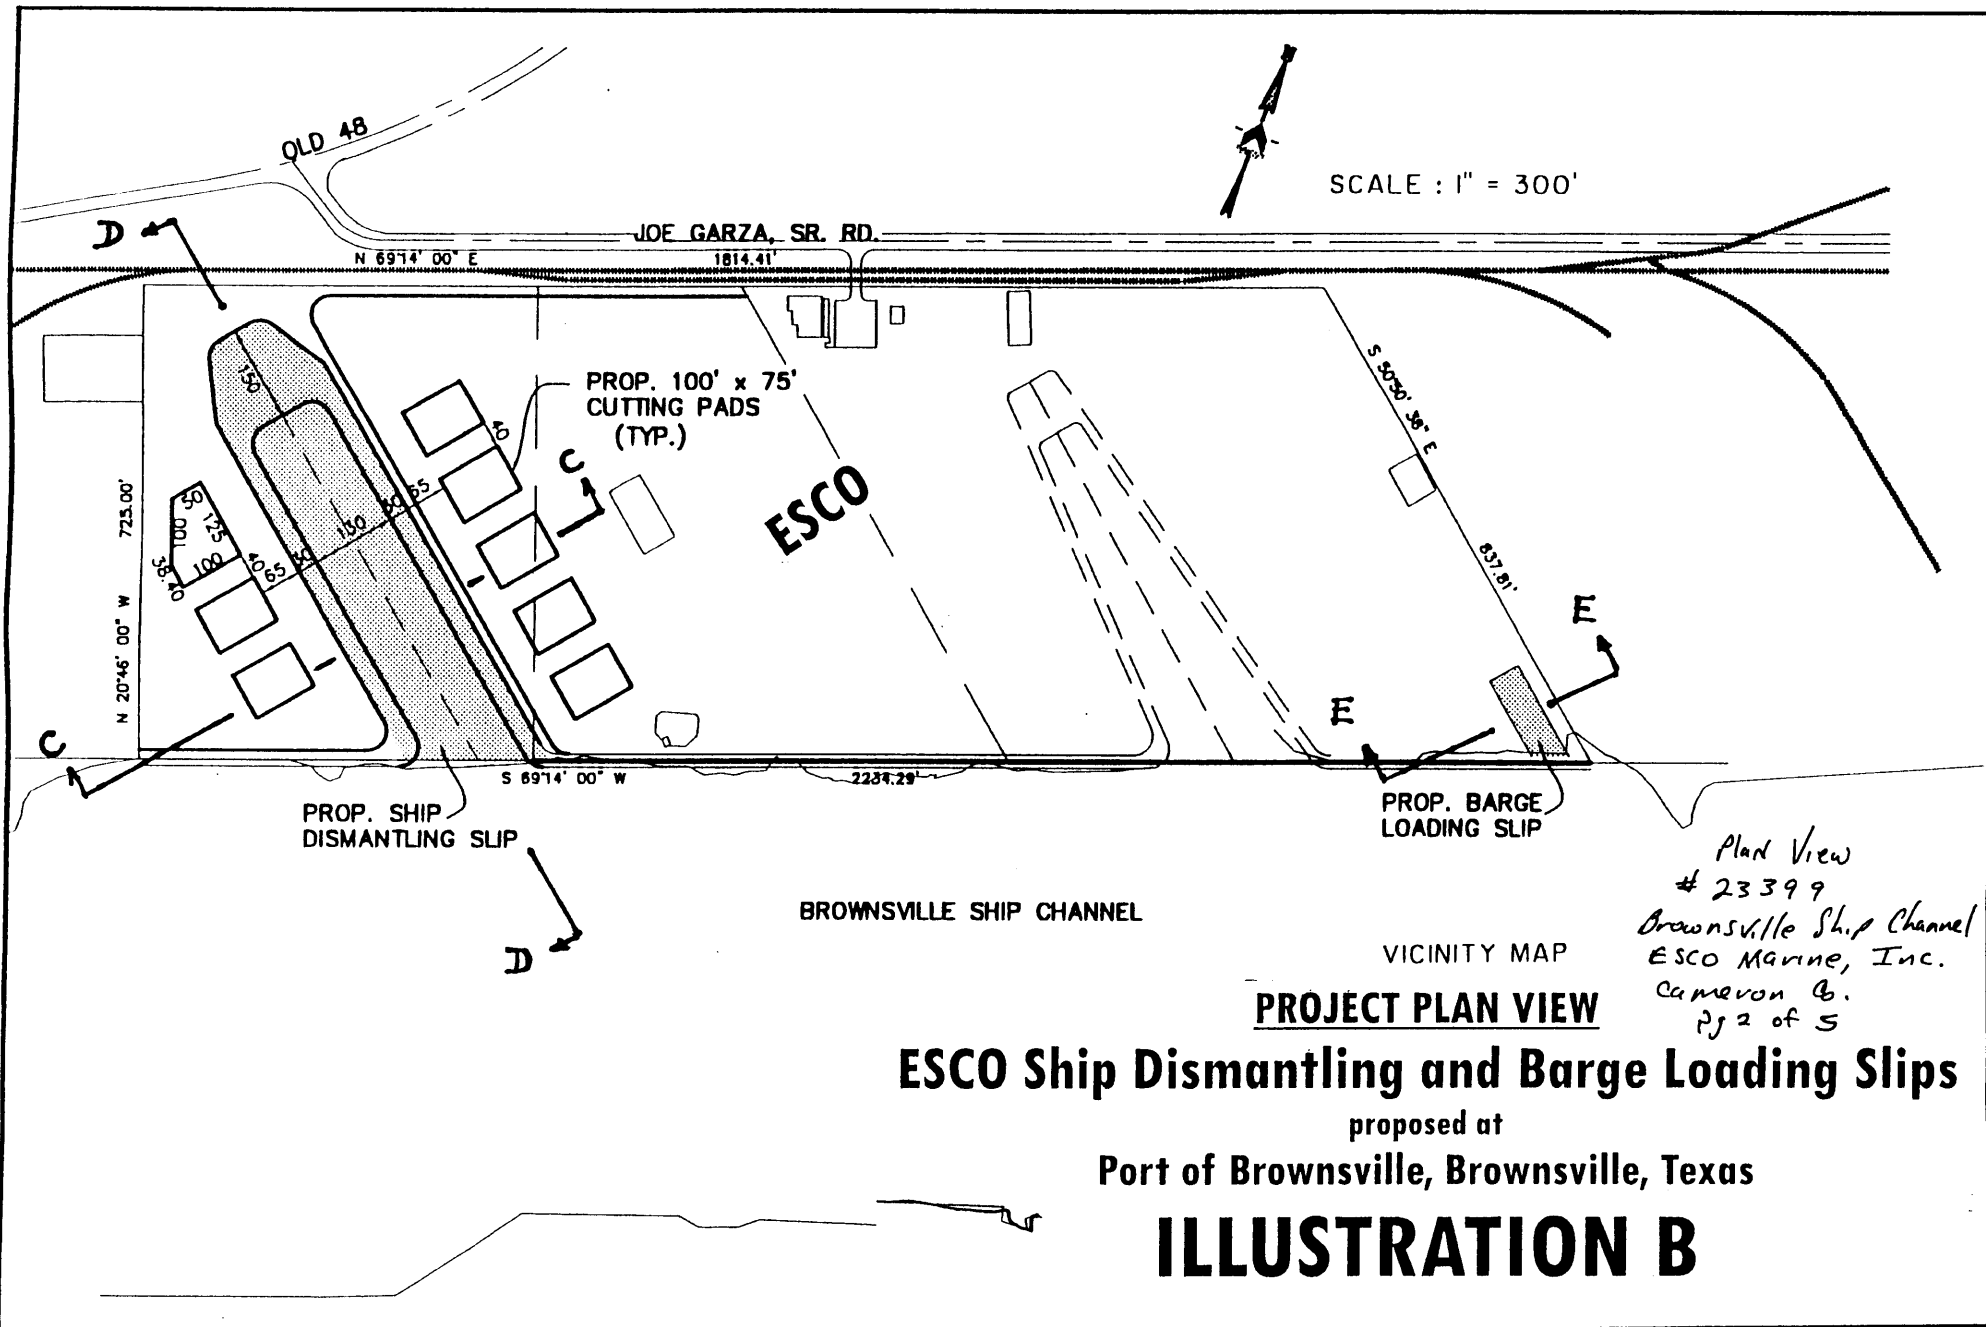 OLD 48
SCALE : 1" = 300'
D
JOE GARZA, SR. RD.
N 69°14' 00" E
1814.41'
150
PROP. 100' x 75'
CUTTING PADS
(TYP.)
40
C
S 50°50' 38" E
725.00'
N 20°46' 00" W
50
100
125
100
38.40
40
65
30
130
30
65
ESCO
837.81'
E
E
C
S 69°14' 00" W
2234.29'
PROP. SHIP
DISMANTLING SLIP
PROP. BARGE
LOADING SLIP
D
BROWNSVILLE SHIP CHANNEL
Plan View
# 23399
Brownsville Ship Channel
ESCO Marine, Inc.
Cameron Co.
Pg 2 of 5
VICINITY MAP
PROJECT PLAN VIEW
ESCO Ship Dismantling and Barge Loading Slips
proposed at
Port of Brownsville, Brownsville, Texas
ILLUSTRATION B